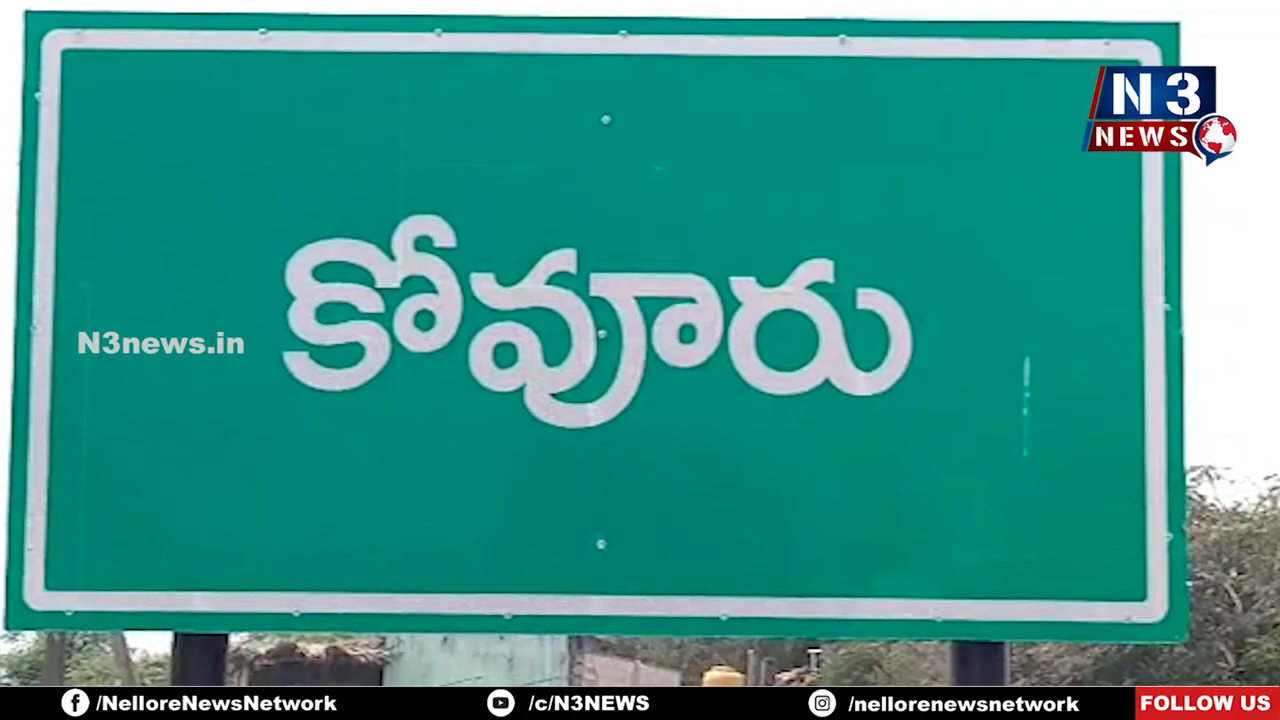 N3
NEWS
కోవూరు
N3news.in
/NelloreNewsNetwork
/c/N3NEWS
/nellorenewsnetwork
FOLLOW US